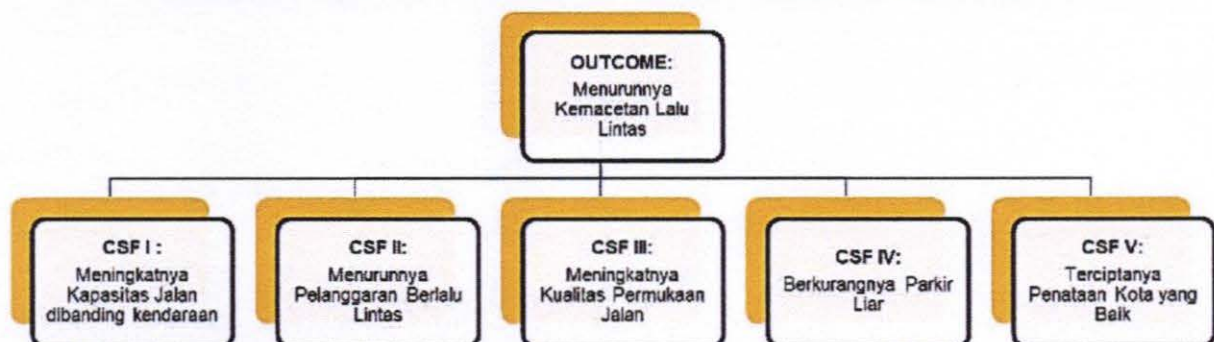 OUTCOME:
Menurunnya
Kemacetan Lalu
Lintas
CSF I :
Meningkatnya
Kapasitas Jalan
dibanding kendaraan
CSF II:
Menurunnya
Pelanggaran Berlalu
Lintas
CSF III:
Meningkatnya
Kualitas Permukaan
Jalan
CSF IV:
Berkurangnya Parkir
Liar
CSF V:
Terciptanya
Penataan Kota yang
Baik